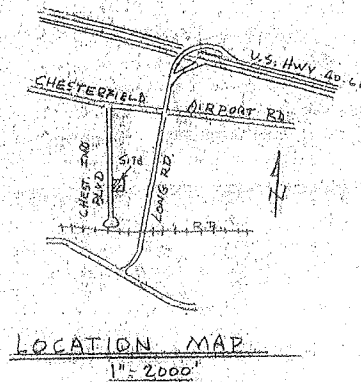 U.S. HWY 40-61
CHESTERFIELD AIRPORT RD
Site
CHEST. IND.
BLVD
LONG RD.
R.R.
N
LOCATION MAP
1"=2000'